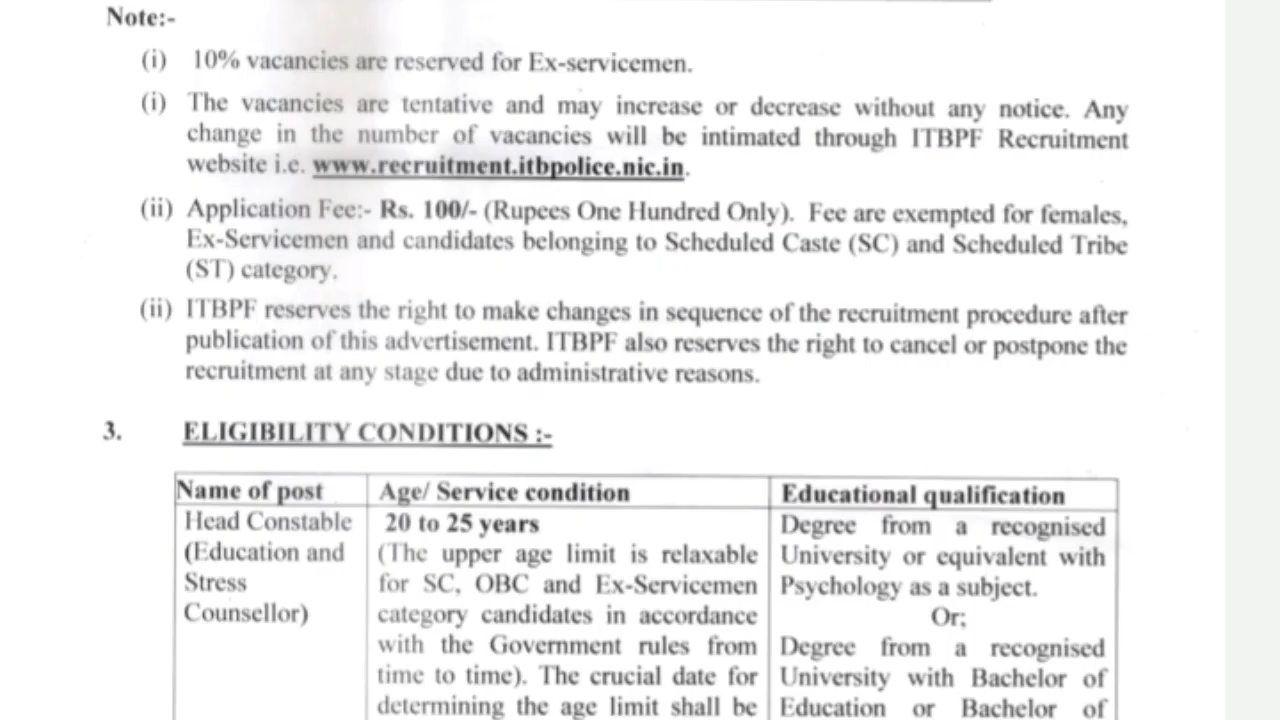 Note:-
(i) 10% vacancies are reserved for Ex-servicemen.
(i) The vacancies are tentative and may increase or decrease without any notice. Any
change in the number of vacancies will be intimated through ITBPF Recruitment
website i.e. www.recruitment.itbpolice.nic.in.
(ii) Application Fee:- Rs. 100/- (Rupees One Hundred Only). Fee are exempted for females,
Ex-Servicemen and candidates belonging to Scheduled Caste (SC) and Scheduled Tribe
(ST) category.
(ii) ITBPF reserves the right to make changes in sequence of the recruitment procedure after
publication of this advertisement. ITBPF also reserves the right to cancel or postpone the
recruitment at any stage due to administrative reasons.
3. ELIGIBILITY CONDITIONS :-
Name of post Age/ Service condition Educational qualification
Head Constable 20 to 25 years Degree from a recognised
(Education and (The upper age limit is relaxable University or equivalent with
Stress for SC, OBC and Ex-Servicemen Psychology as a subject.
Counsellor) category candidates in accordance Or;
with the Government rules from Degree from a recognised
time to time). The crucial date for University with Bachelor of
determining the age limit shall be Education or Bachelor of